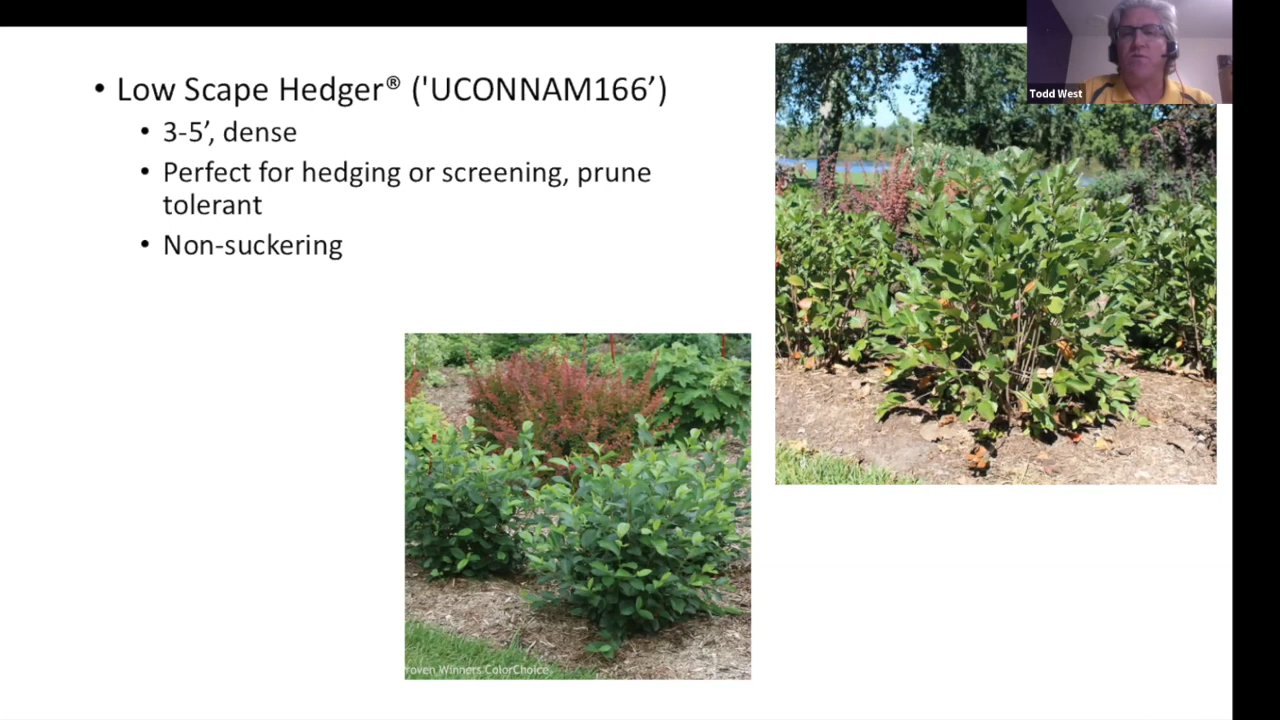 • Low Scape Hedger® ('UCONNAM166’)
• 3-5’, dense
• Perfect for hedging or screening, prune
tolerant
• Non-suckering
Todd West
roven Winners ColorChoice